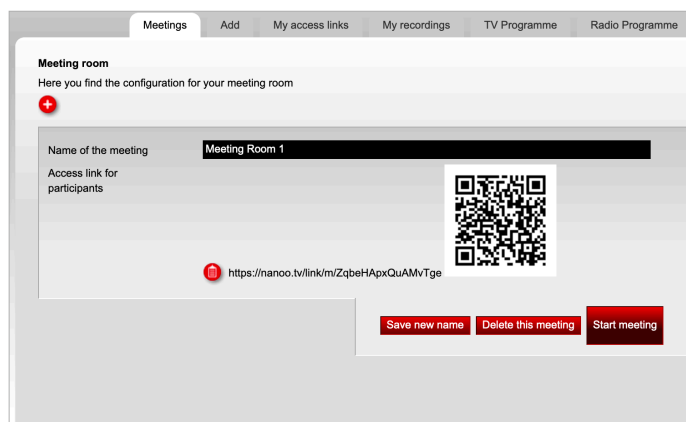 Meetings Add My access links My recordings TV Programme Radio Programme
Meeting room
Here you find the configuration for your meeting room
Name of the meeting Meeting Room 1
Access link for
participants
https://nanoo.tv/link/m/ZqbeHApxQuAMvTge
Save new name Delete this meeting Start meeting